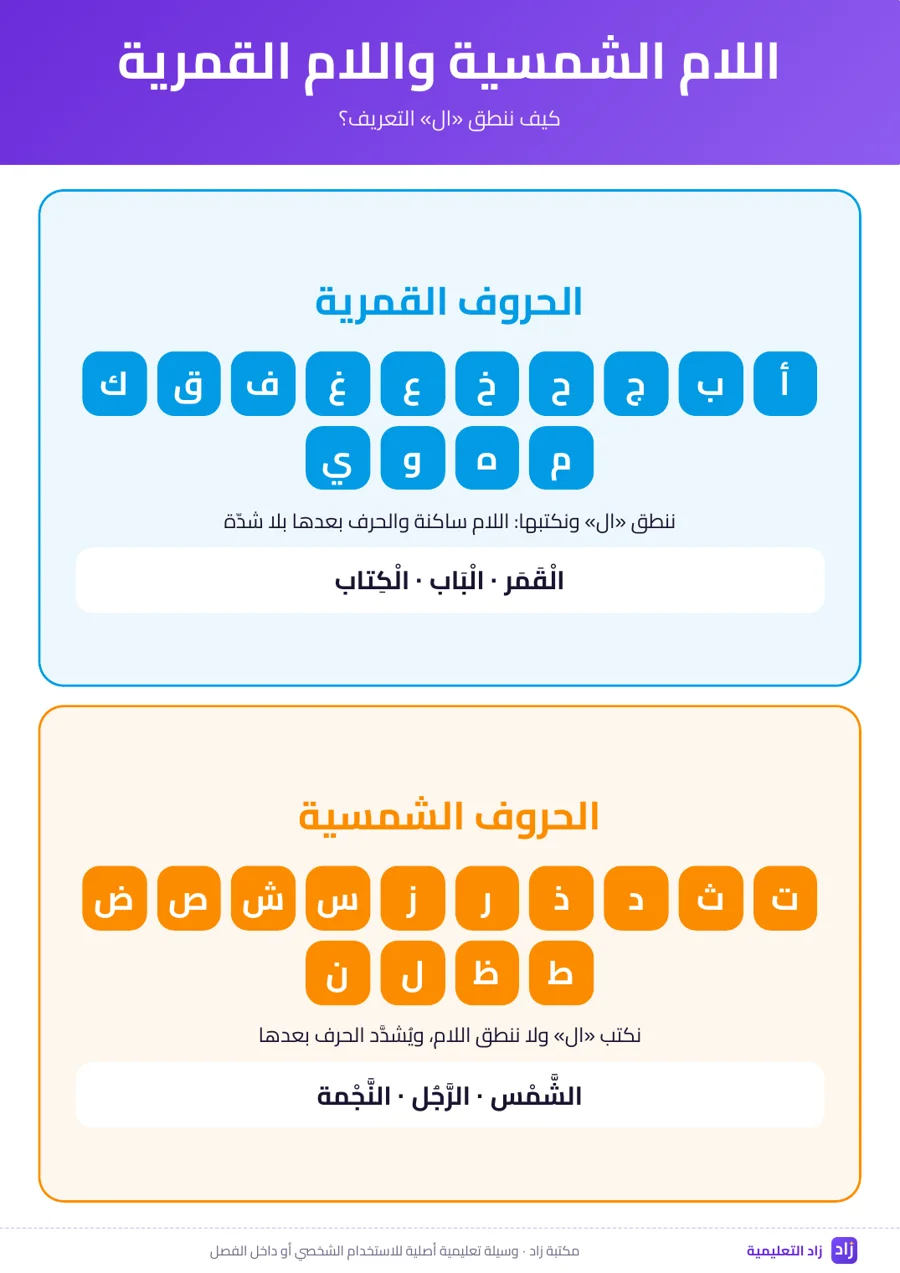 اللام الشمسية واللام القمرية
كيف ننطق «ال» التعريف؟
الحروف القمرية
أ ب ج ح خ ع غ ف ق ك
م ه و ي
ننطق «ال» ونكتبها: اللام ساكنة والحرف بعدها بلا شدّة
الْقَمَر · الْبَاب · الْكِتاب
الحروف الشمسية
ت ث د ذ ر ز س ش ص ض
ط ظ ل ن
نكتب «ال» ولا ننطق اللام، ويُشدَّد الحرف بعدها
الشَّمْس · الرَّجُل · النَّجْمة
زاد زاد التعليمية
مكتبة زاد · وسيلة تعليمية أصلية للاستخدام الشخصي أو داخل الفصل